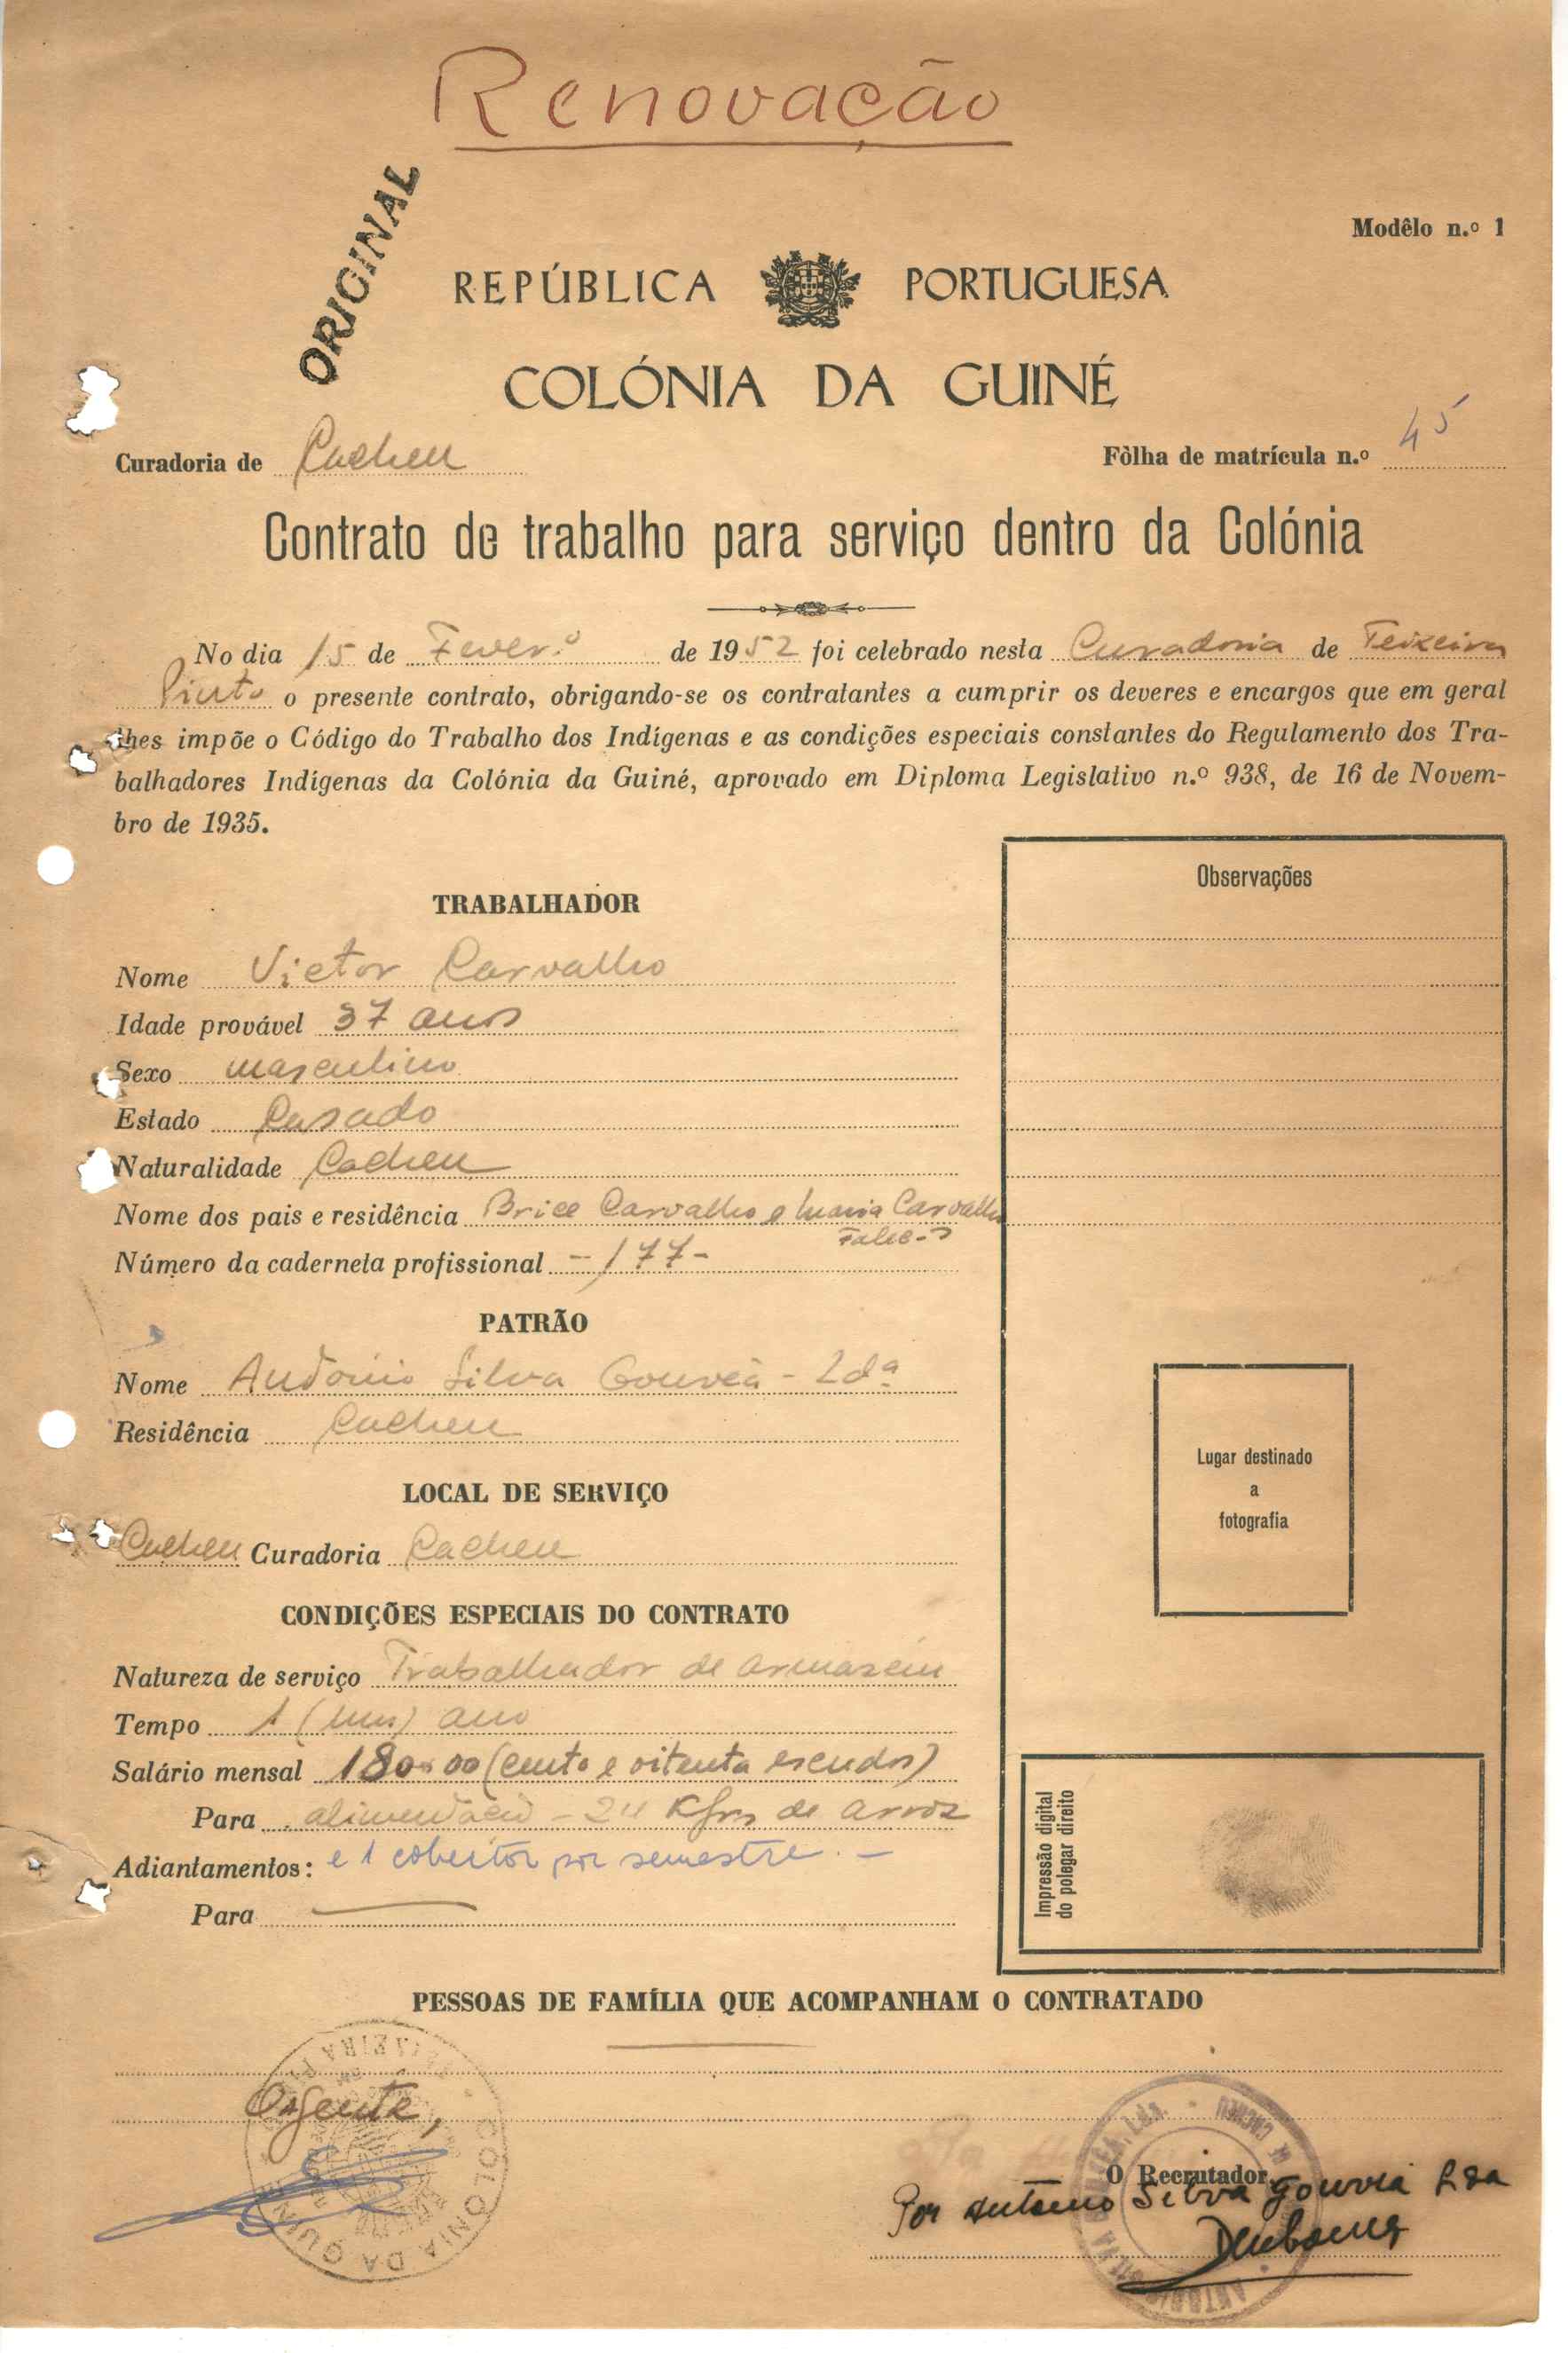 Renovação
ORIGINAL
Modêlo n.º 1
REPÚBLICA PORTUGUESA
COLÓNIA DA GUINÉ
Curadoria de Cacheu Fôlha de matrícula n.º 45
Contrato de trabalho para serviço dentro da Colónia
No dia 15 de Fever.º de 1952 foi celebrado nesta Curadoria de Teixeira
Pinto o presente contrato, obrigando-se os contratantes a cumprir os deveres e encargos que em geral
lhes impõe o Código do Trabalho dos Indígenas e as condições especiais constantes do Regulamento dos Tra-
balhadores Indígenas da Colónia da Guiné, aprovado em Diploma Legislativo n.º 938, de 16 de Novem-
bro de 1935.
Observações
TRABALHADOR
Nome Victor Carvalho
Idade provável 37 anos
Sexo masculino
Estado Casado
Naturalidade Cacheu
Nome dos pais e residência Brice Carvalho e Maria Carvalho
Número da caderneta profissional -177-
PATRÃO
Nome António Silva Gouveia - Ldª
Residência Cacheu
Lugar destinado
a
fotografia
LOCAL DE SERVIÇO
Cacheu Curadoria Cacheu
CONDIÇÕES ESPECIAIS DO CONTRATO
Natureza de serviço Trabalhador de armazem
Tempo 1 (um) ano
Salário mensal 180$00 (cento e oitenta escudos)
Para alimentação - 24 Kgrs de arroz
Adiantamentos: e 1 cobertor por semestre. -
Para
Impressão digital
do polegar direito
PESSOAS DE FAMÍLIA QUE ACOMPANHAM O CONTRATADO
O Agente,
COLÓNIA DA GUINÉ
O Recrutador,
Por António Silva Gouveia Lda